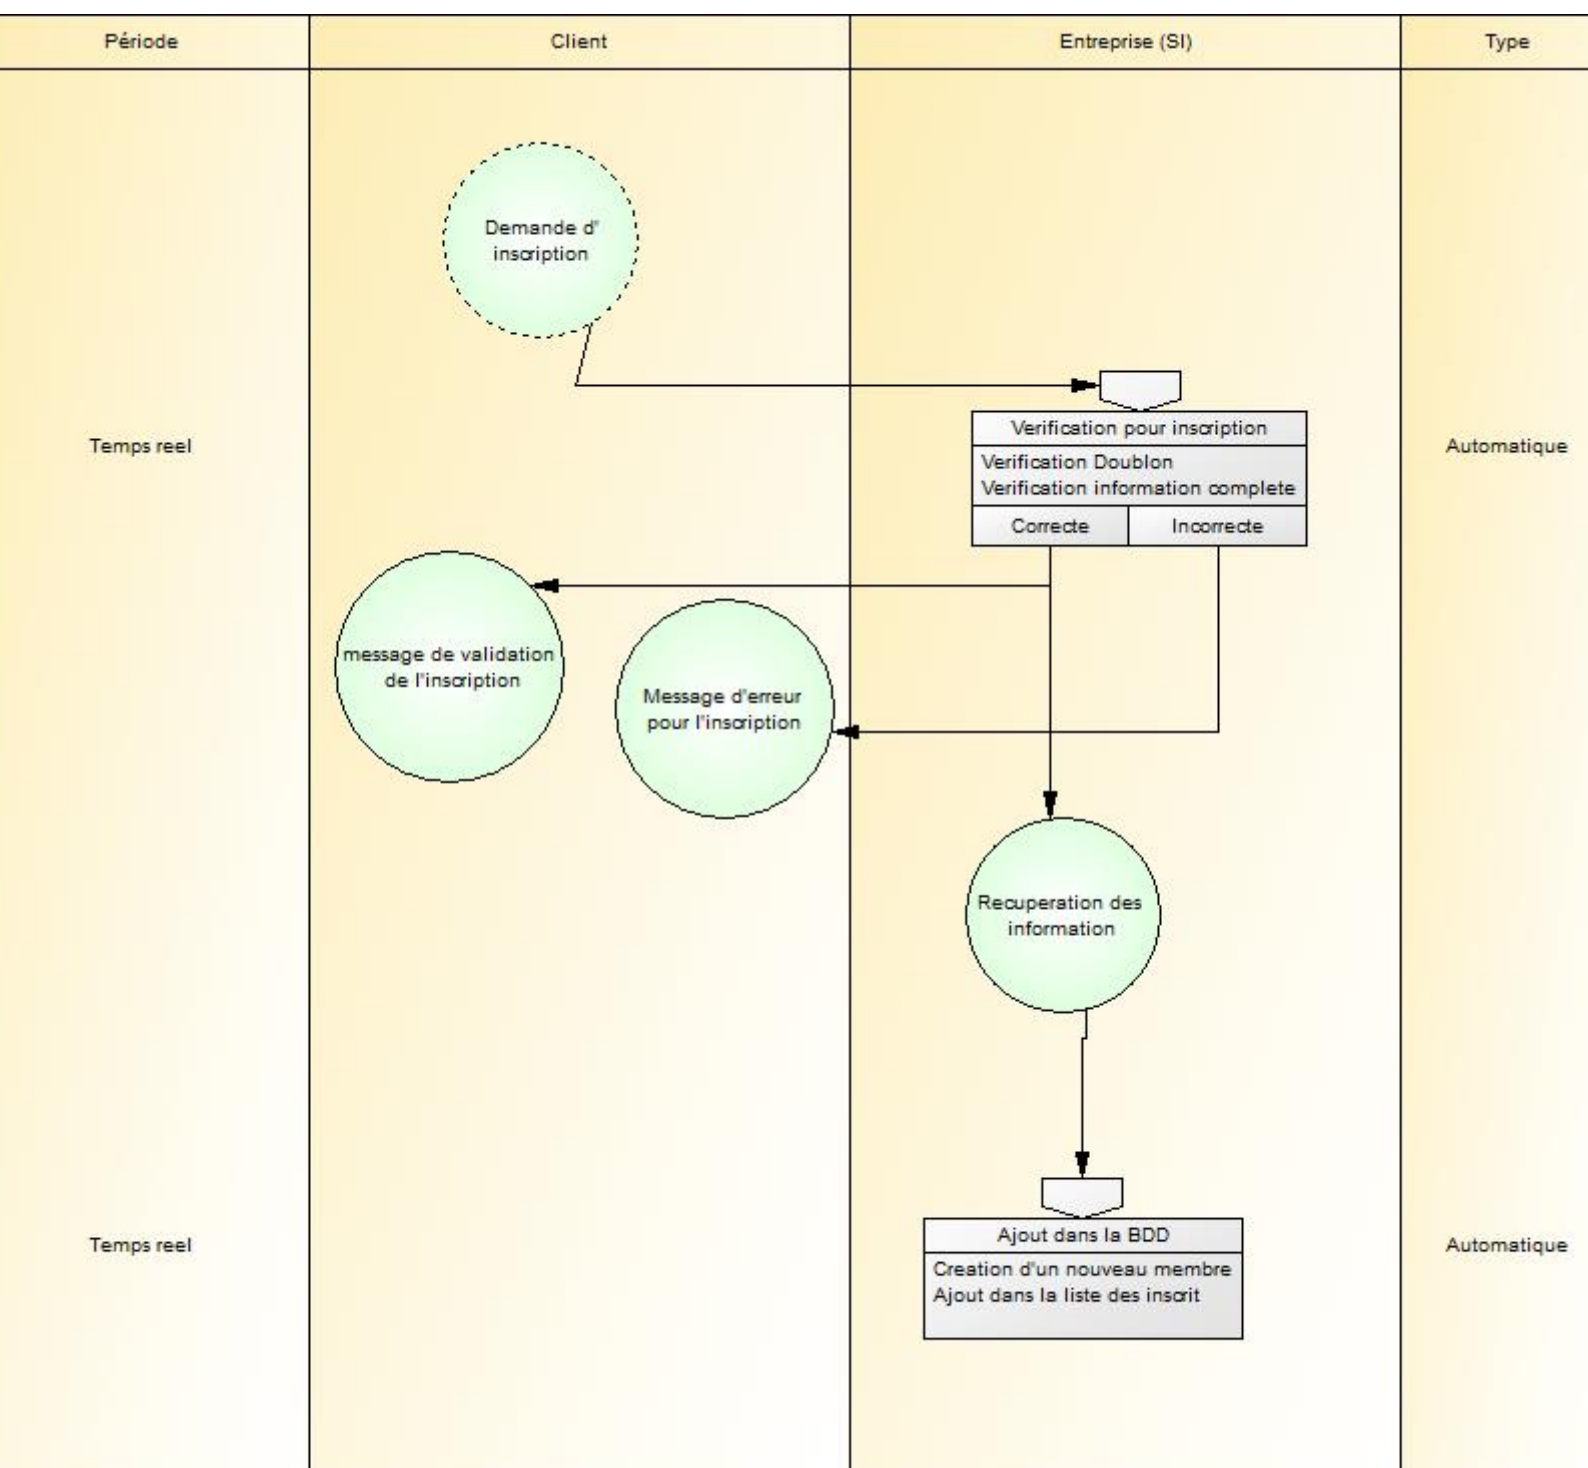 Période
Client
Entreprise (SI)
Type
Demande d'
inscription
Temps reel
Verification pour inscription
Verification Doublon
Verification information complete
Correcte
Incorrecte
Automatique
message de validation
de l'inscription
Message d'erreur
pour l'inscription
Recuperation des
information
Temps reel
Ajout dans la BDD
Creation d'un nouveau membre
Ajout dans la liste des inscrit
Automatique